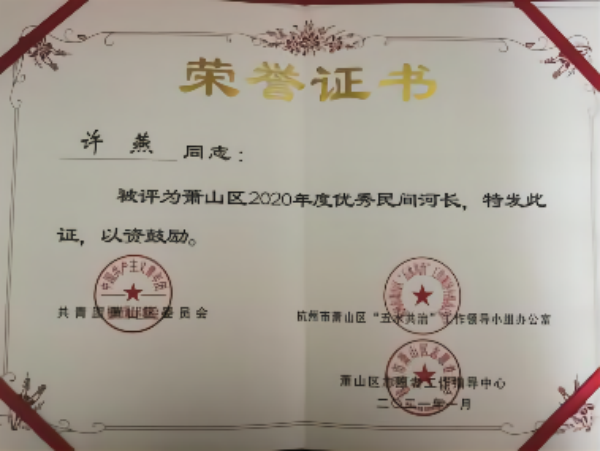 荣誉证书
许燕 同志：
被评为萧山区2020年度优秀民间河长，特发此
证，以资鼓励。
共青团萧山区委员会
杭州市萧山区“五水共治”工作领导小组办公室
萧山区志愿者工作指导中心
二〇二一年一月